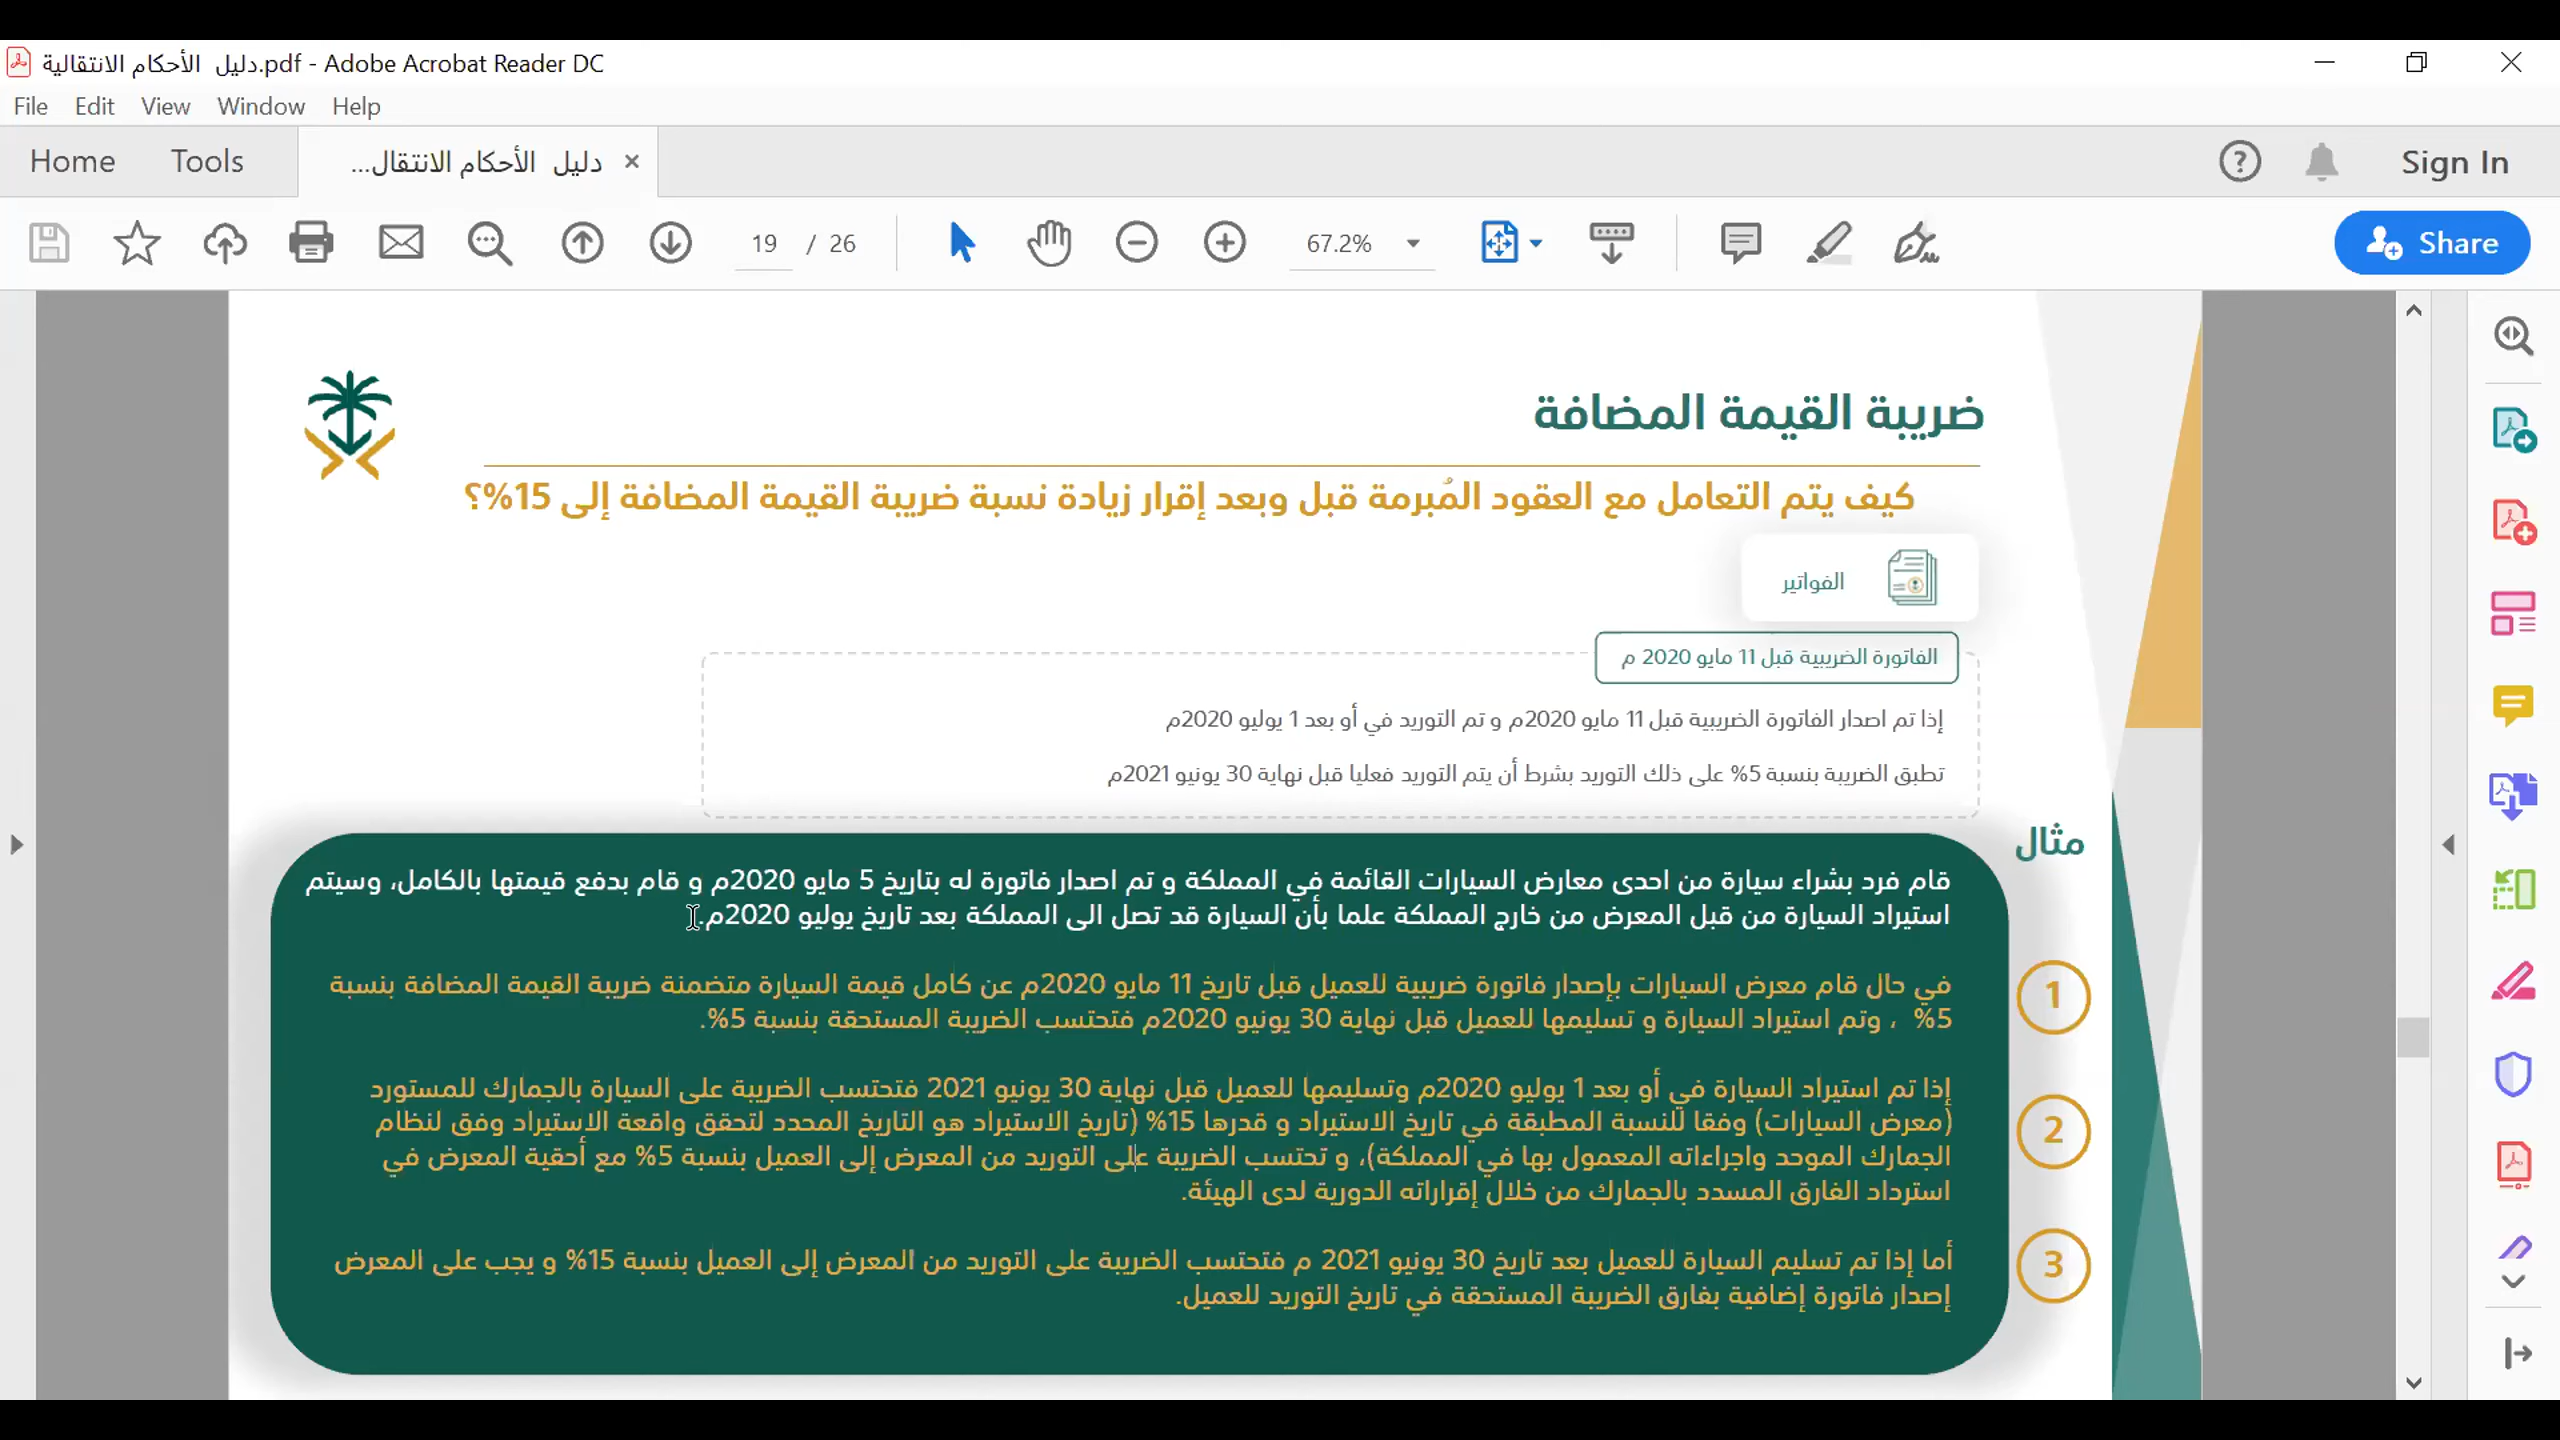 دليل الأحكام الانتقالية.pdf - Adobe Acrobat Reader DC
File Edit View Window Help
Home Tools دليل الأحكام الانتقال... × Sign In
19 / 26 67.2% Share
ضريبة القيمة المضافة
كيف يتم التعامل مع العقود المُبرمة قبل وبعد إقرار زيادة نسبة ضريبة القيمة المضافة إلى 15%؟
الفواتير
الفاتورة الضريبية قبل 11 مايو 2020 م
إذا تم اصدار الفاتورة الضريبية قبل 11 مايو 2020م و تم التوريد في أو بعد 1 يوليو 2020م
تطبق الضريبة بنسبة 5% على ذلك التوريد بشرط أن يتم التوريد فعليا قبل نهاية 30 يونيو 2021م
مثال
قام فرد بشراء سيارة من احدى معارض السيارات القائمة في المملكة و تم اصدار فاتورة له بتاريخ 5 مايو 2020م و قام بدفع قيمتها بالكامل، وسيتم
استيراد السيارة من قبل المعرض من خارج المملكة علما بأن السيارة قد تصل الى المملكة بعد تاريخ يوليو 2020م.
1
في حال قام معرض السيارات بإصدار فاتورة ضريبية للعميل قبل تاريخ 11 مايو 2020م عن كامل قيمة السيارة متضمنة ضريبة القيمة المضافة بنسبة
5% ، وتم استيراد السيارة و تسليمها للعميل قبل نهاية 30 يونيو 2020م فتحتسب الضريبة المستحقة بنسبة 5%.
2
إذا تم استيراد السيارة في أو بعد 1 يوليو 2020م وتسليمها للعميل قبل نهاية 30 يونيو 2021 فتحتسب الضريبة على السيارة بالجمارك للمستورد
(معرض السيارات) وفقا للنسبة المطبقة في تاريخ الاستيراد و قدرها 15% (تاريخ الاستيراد هو التاريخ المحدد لتحقق واقعة الاستيراد وفق لنظام
الجمارك الموحد واجراءاته المعمول بها في المملكة)، و تحتسب الضريبة على التوريد من المعرض إلى العميل بنسبة 5% مع أحقية المعرض في
استرداد الفارق المسدد بالجمارك من خلال إقراراته الدورية لدى الهيئة.
3
أما إذا تم تسليم السيارة للعميل بعد تاريخ 30 يونيو 2021 م فتحتسب الضريبة على التوريد من المعرض إلى العميل بنسبة 15% و يجب على المعرض
إصدار فاتورة إضافية بفارق الضريبة المستحقة في تاريخ التوريد للعميل.